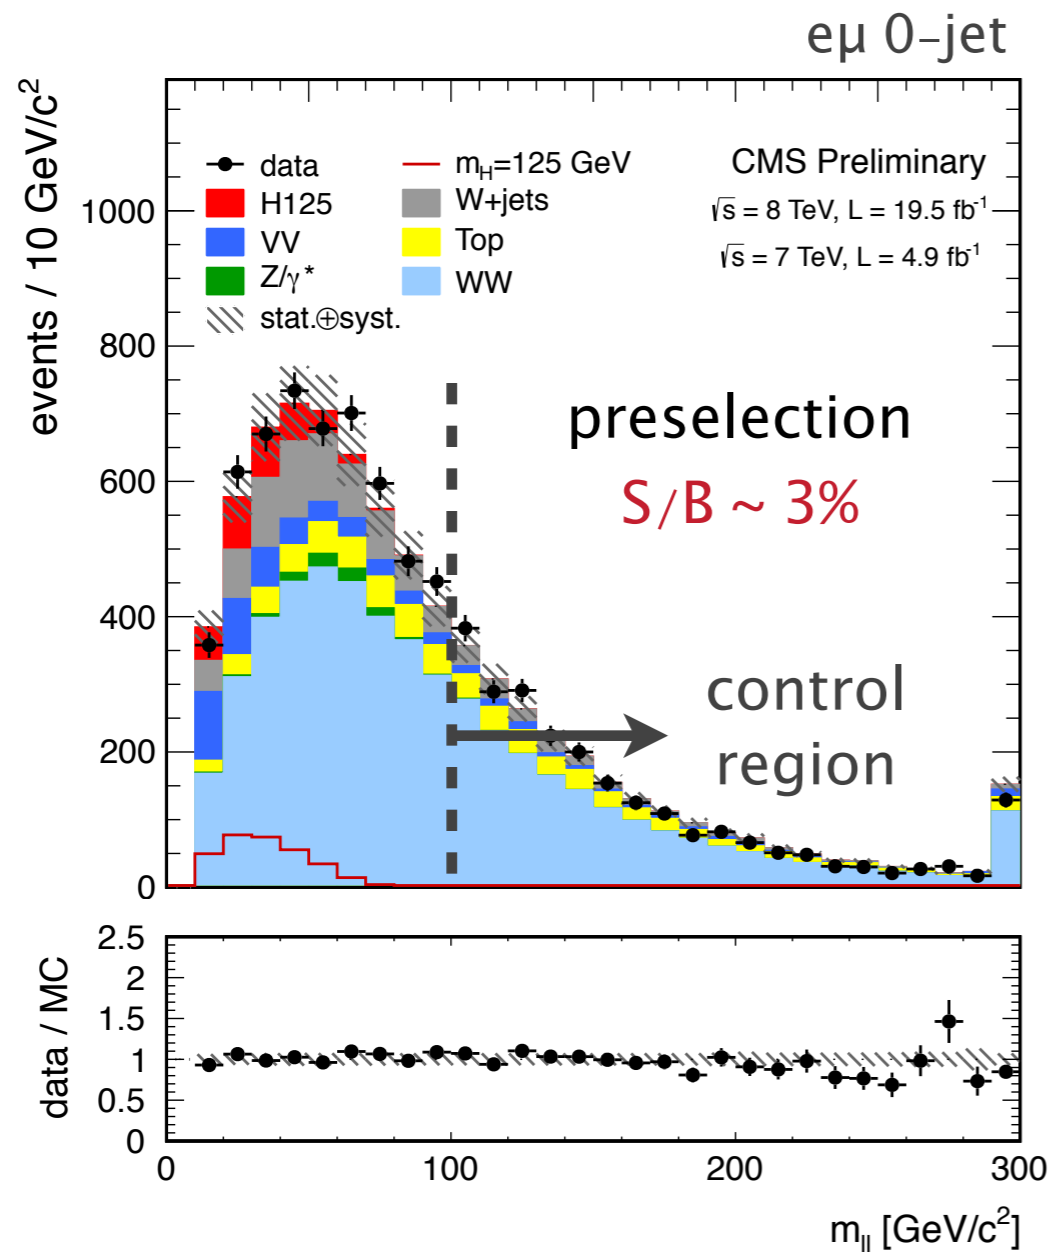 eμ 0-jet
events / 10 GeV/c²
1000
800
600
400
200
0
data
H125
VV
Z/γ*
stat.⊕syst.
m_H=125 GeV
W+jets
Top
WW
CMS Preliminary
√s = 8 TeV, L = 19.5 fb⁻¹
√s = 7 TeV, L = 4.9 fb⁻¹
preselection
S/B ~ 3%
control
region
data / MC
2.5
2
1.5
1
0.5
0
0 100 200 300
m_ll [GeV/c²]